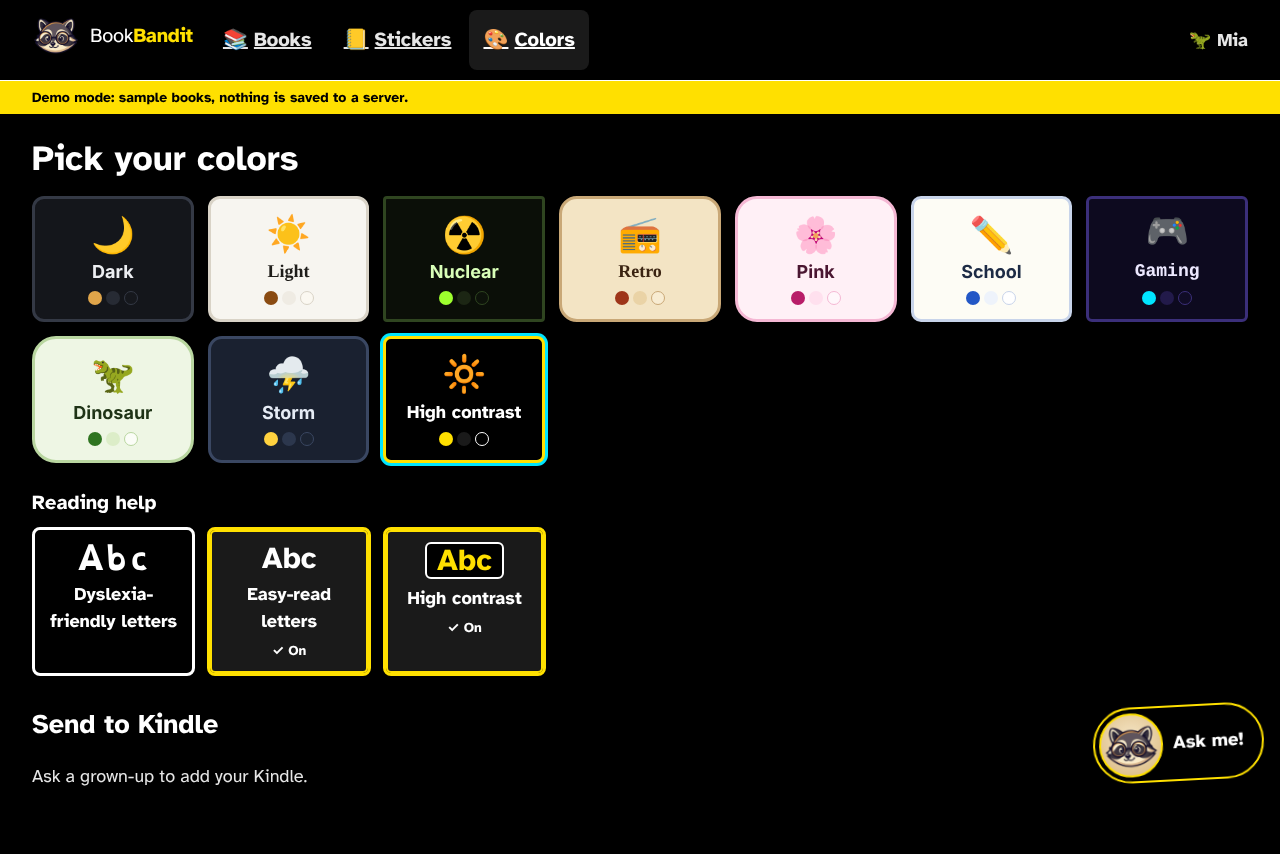 BookBandit
Books
Stickers
Colors
Mia
Demo mode: sample books, nothing is saved to a server.
Pick your colors
Dark
Light
Nuclear
Retro
Pink
School
Gaming
Dinosaur
Storm
High contrast
Reading help
Abc
Dyslexia-
friendly letters
Abc
Easy-read
letters
✓ On
Abc
High contrast
✓ On
Send to Kindle
Ask me!
Ask a grown-up to add your Kindle.